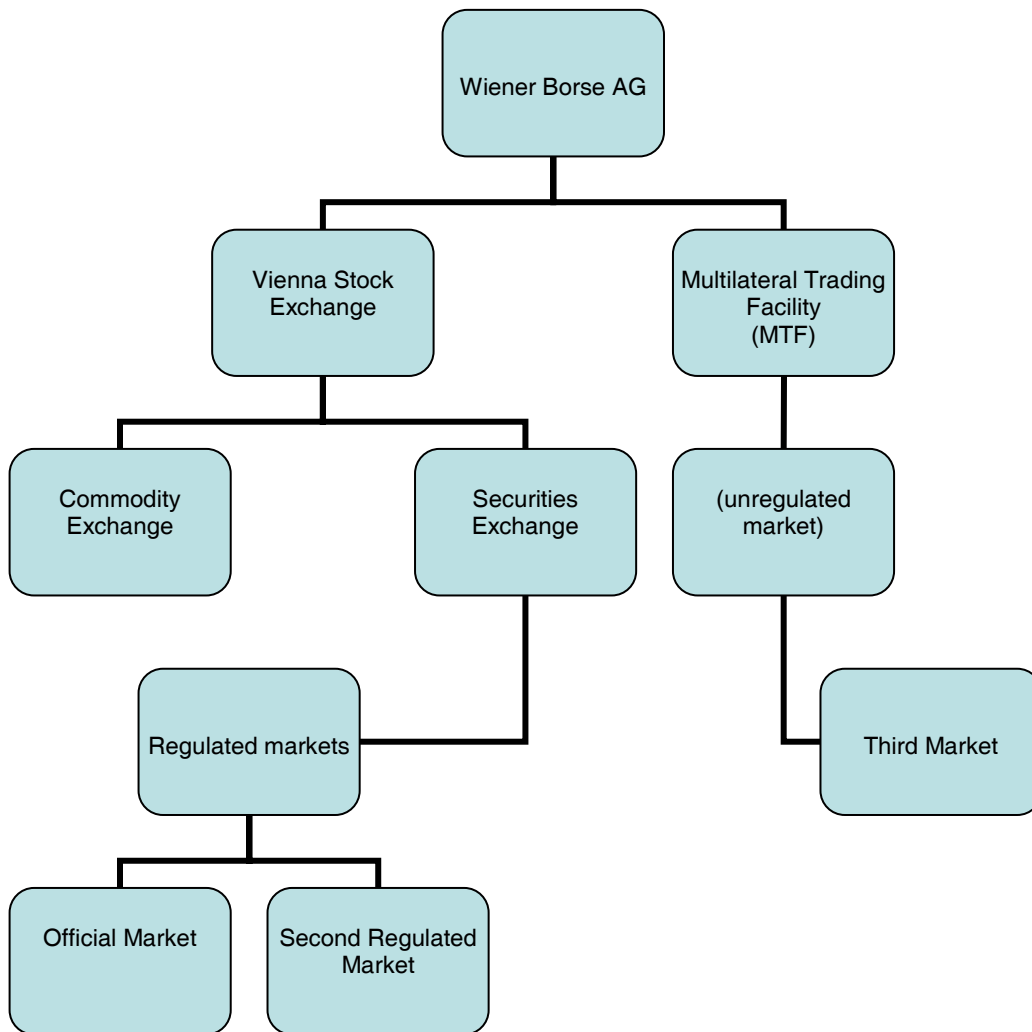 Wiener Borse AG
Vienna Stock
Exchange
Multilateral Trading
Facility
(MTF)
Commodity
Exchange
Securities
Exchange
(unregulated
market)
Regulated markets
Third Market
Official Market
Second Regulated
Market